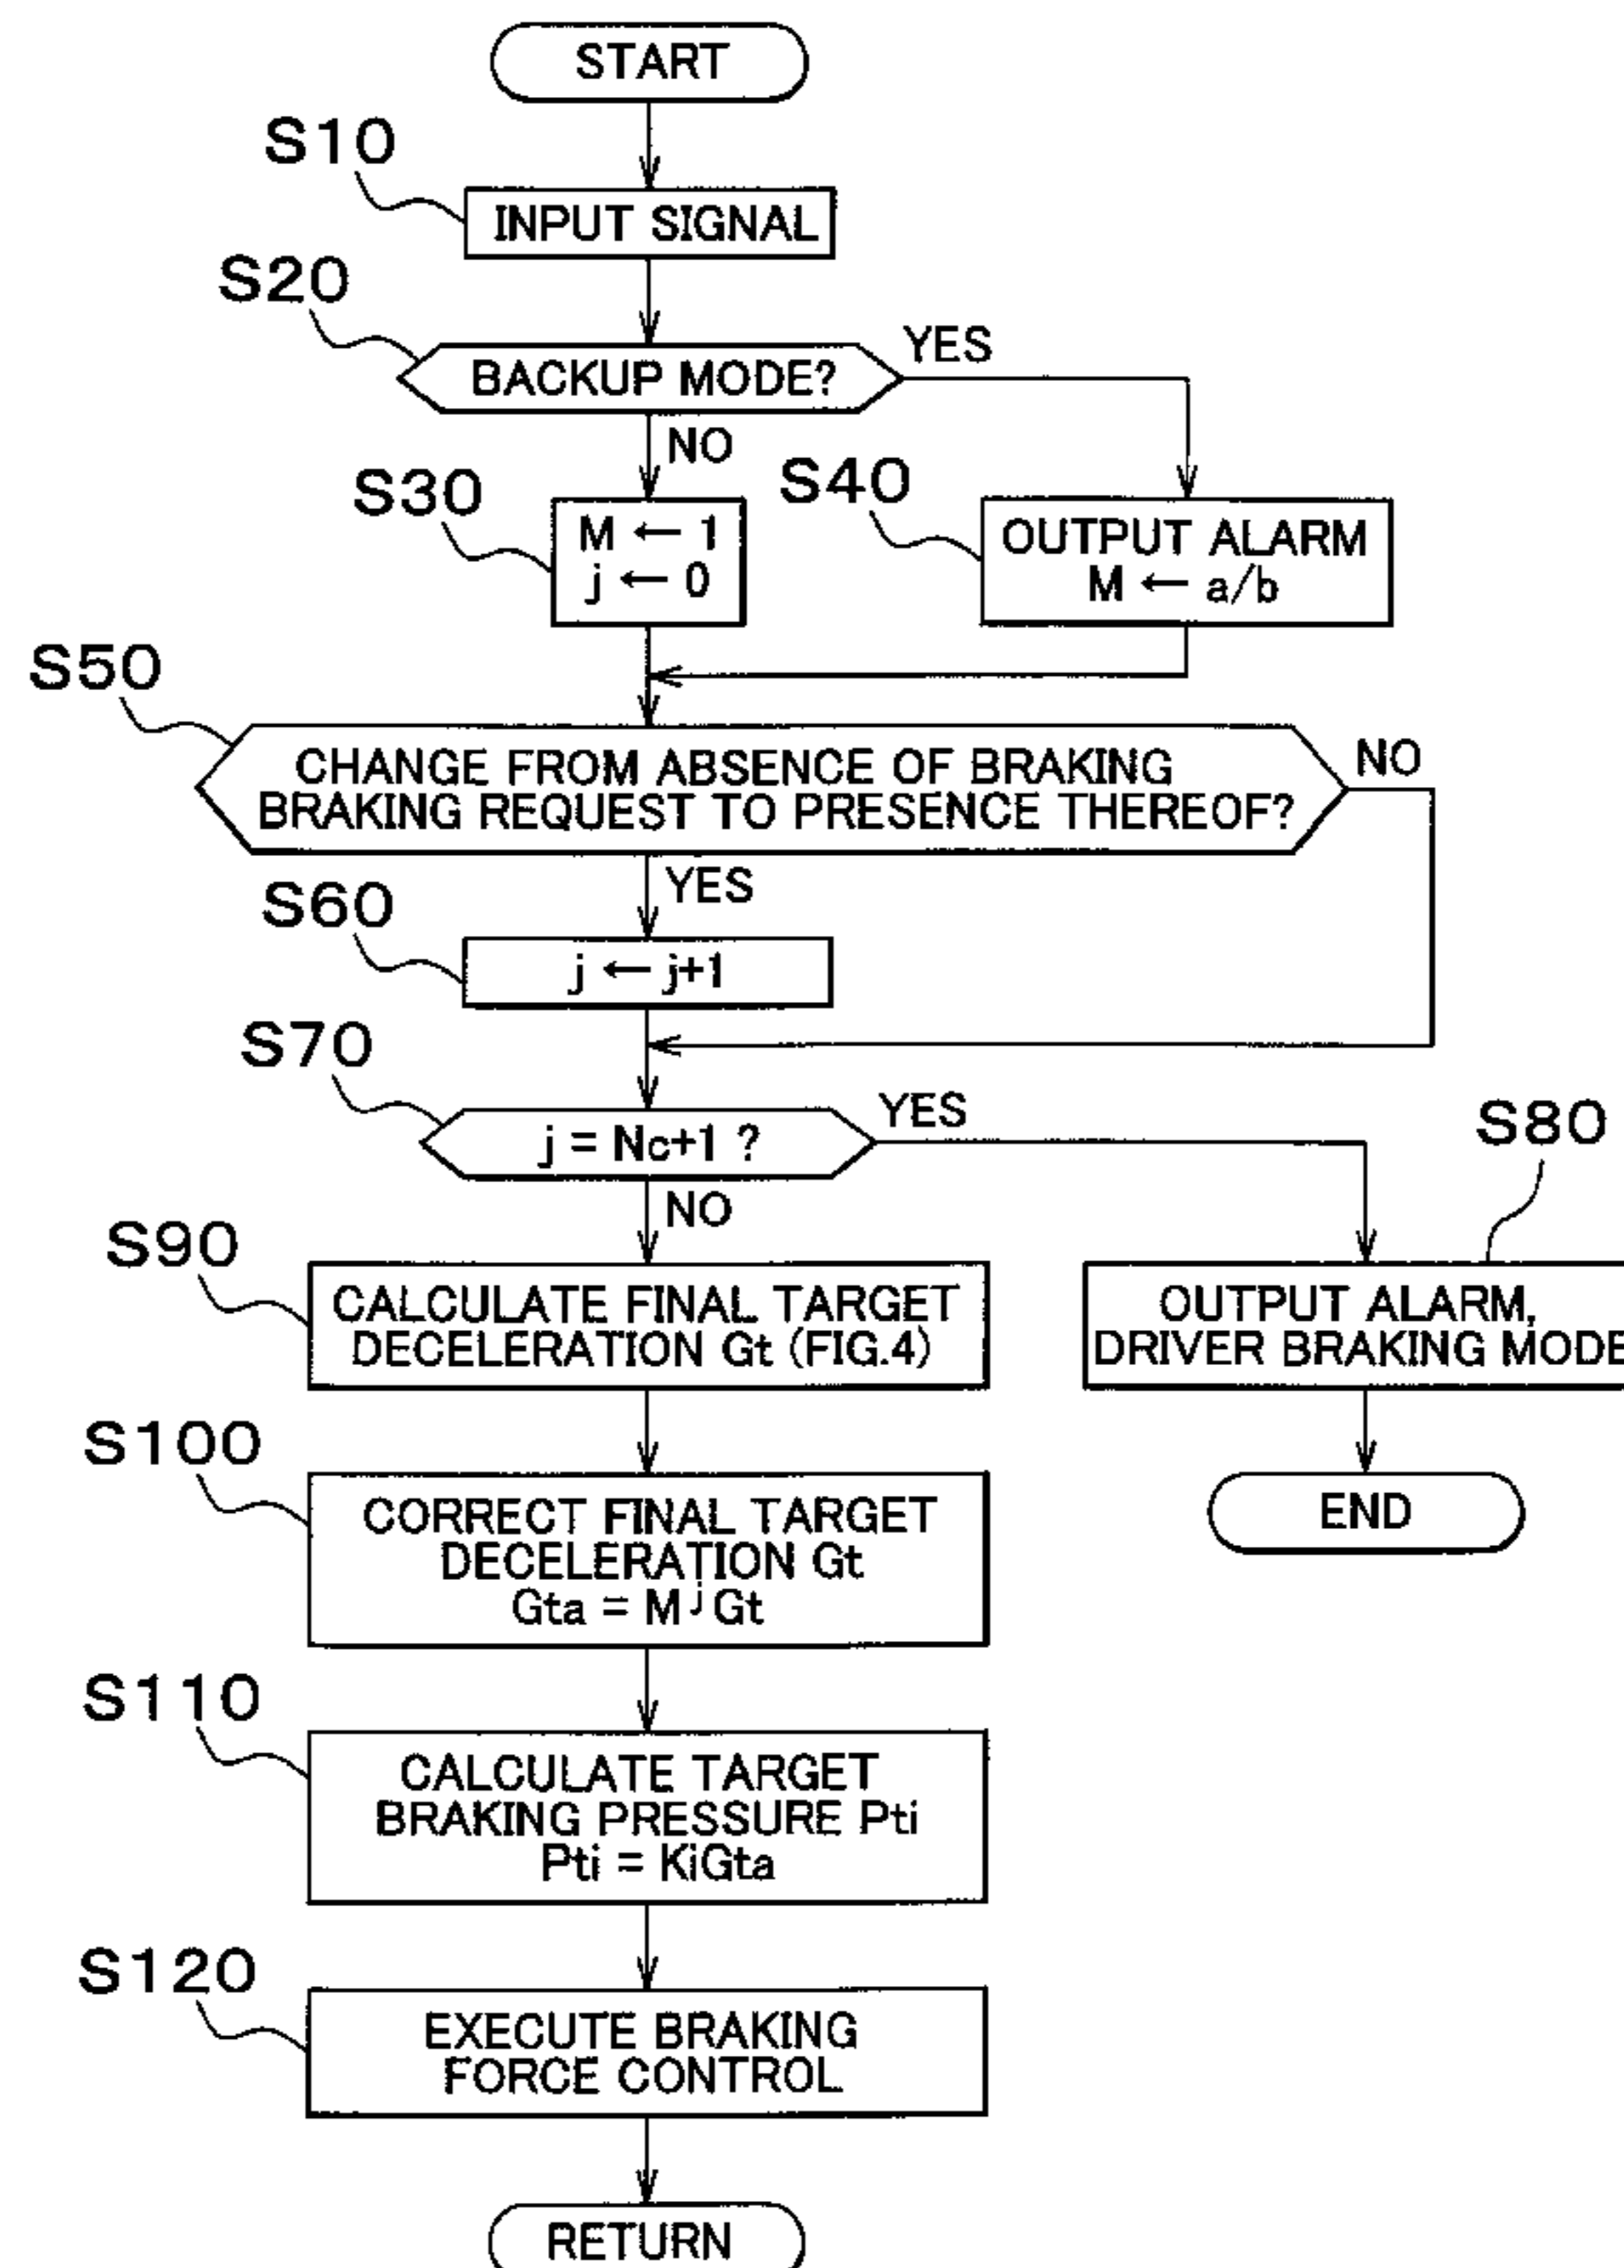 START
S10
INPUT SIGNAL
S20
BACKUP MODE?
YES
NO
S30
M ← 1
j ← 0
S40
OUTPUT ALARM
M ← a/b
S50
CHANGE FROM ABSENCE OF BRAKING
BRAKING REQUEST TO PRESENCE THEREOF?
NO
YES
S60
j ← j+1
S70
j = Nc+1 ?
YES
NO
S80
OUTPUT ALARM,
DRIVER BRAKING MODE
END
S90
CALCULATE FINAL TARGET
DECELERATION Gt (FIG.4)
S100
CORRECT FINAL TARGET
DECELERATION Gt
Gta = M^j Gt
S110
CALCULATE TARGET
BRAKING PRESSURE Pti
Pti = KiGta
S120
EXECUTE BRAKING
FORCE CONTROL
RETURN